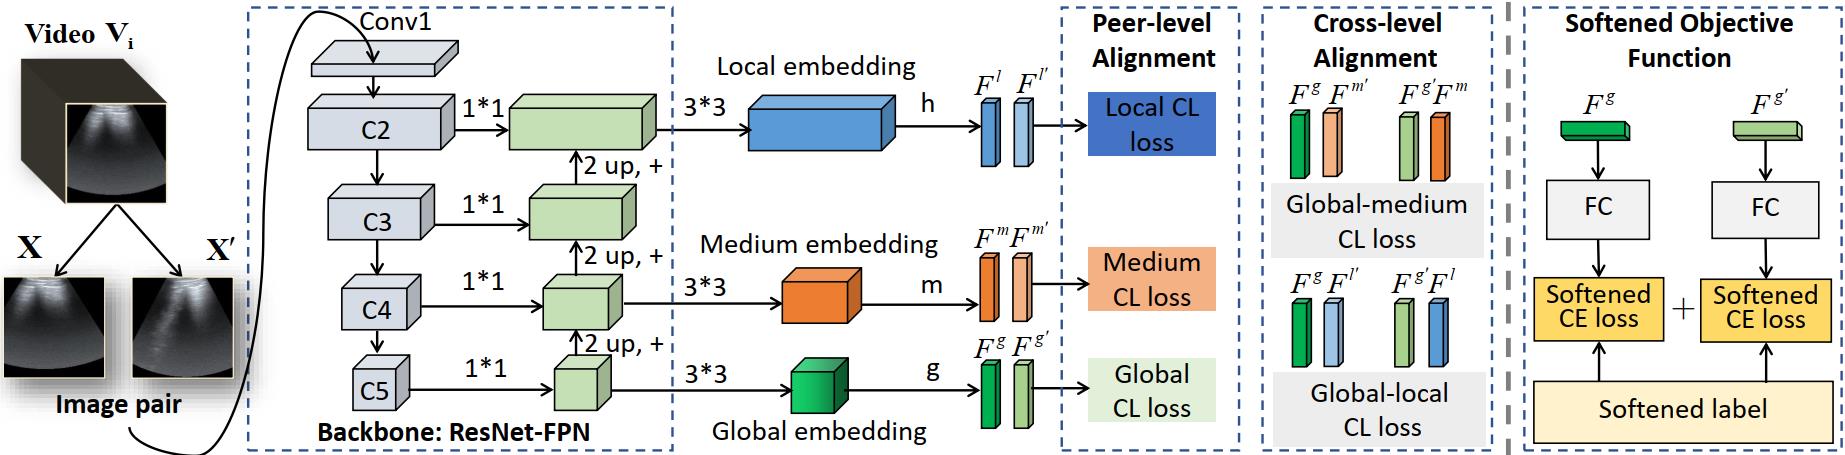 Video Vi
X
X′
Image pair
Conv1
C2
C3
C4
C5
1*1
1*1
1*1
1*1
2 up, +
2 up, +
2 up, +
Backbone: ResNet-FPN
3*3
3*3
3*3
Local embedding
Medium embedding
Global embedding
h
m
g
F^l F^l′
F^m F^m′
F^g F^g′
Peer-level
Alignment
Local CL
loss
Medium
CL loss
Global
CL loss
Cross-level
Alignment
F^g F^m′ F^g′ F^m
Global-medium
CL loss
F^g F^l′ F^g′ F^l
Global-local
CL loss
Softened Objective
Function
F^g F^g′
FC FC
Softened
CE loss
+
Softened
CE loss
Softened label